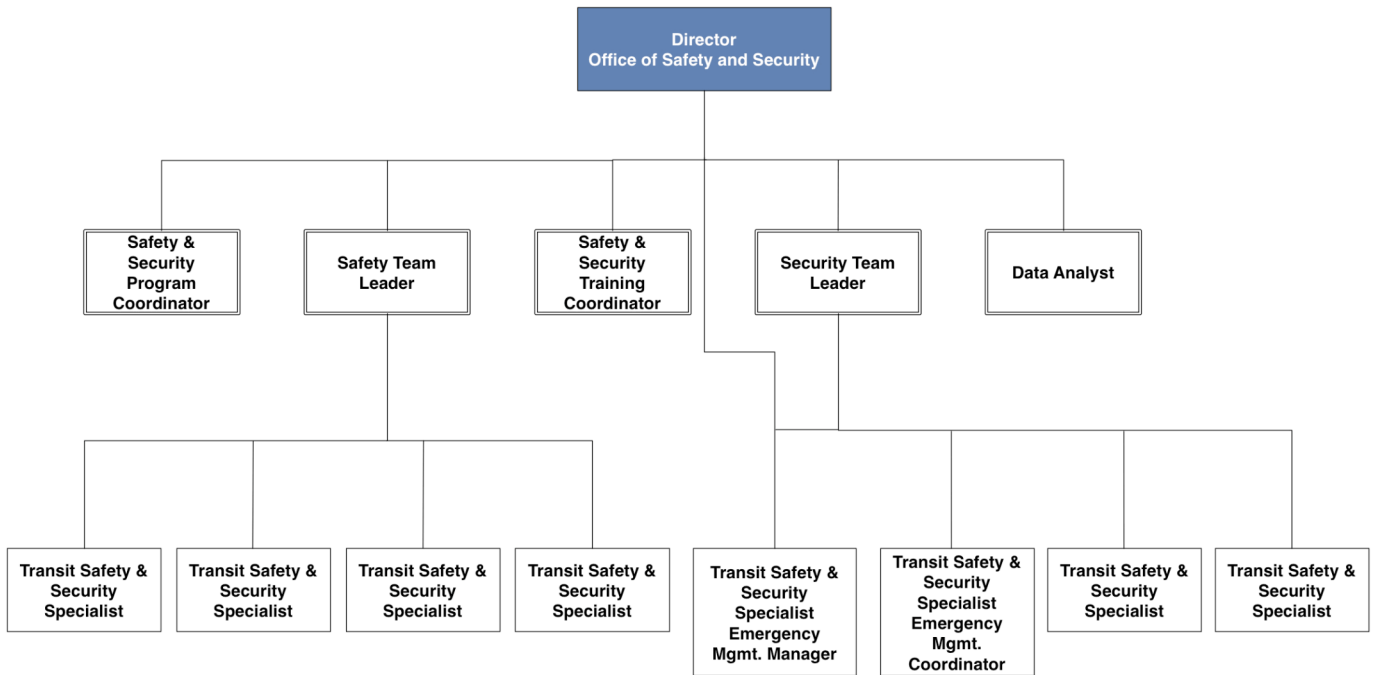 Director
Office of Safety and Security
Safety &
Security
Program
Coordinator
Safety Team
Leader
Safety &
Security
Training
Coordinator
Security Team
Leader
Data Analyst
Transit Safety &
Security
Specialist
Transit Safety &
Security
Specialist
Transit Safety &
Security
Specialist
Transit Safety &
Security
Specialist
Transit Safety &
Security
Specialist
Emergency
Mgmt. Manager
Transit Safety &
Security
Specialist
Emergency
Mgmt.
Coordinator
Transit Safety &
Security
Specialist
Transit Safety &
Security
Specialist